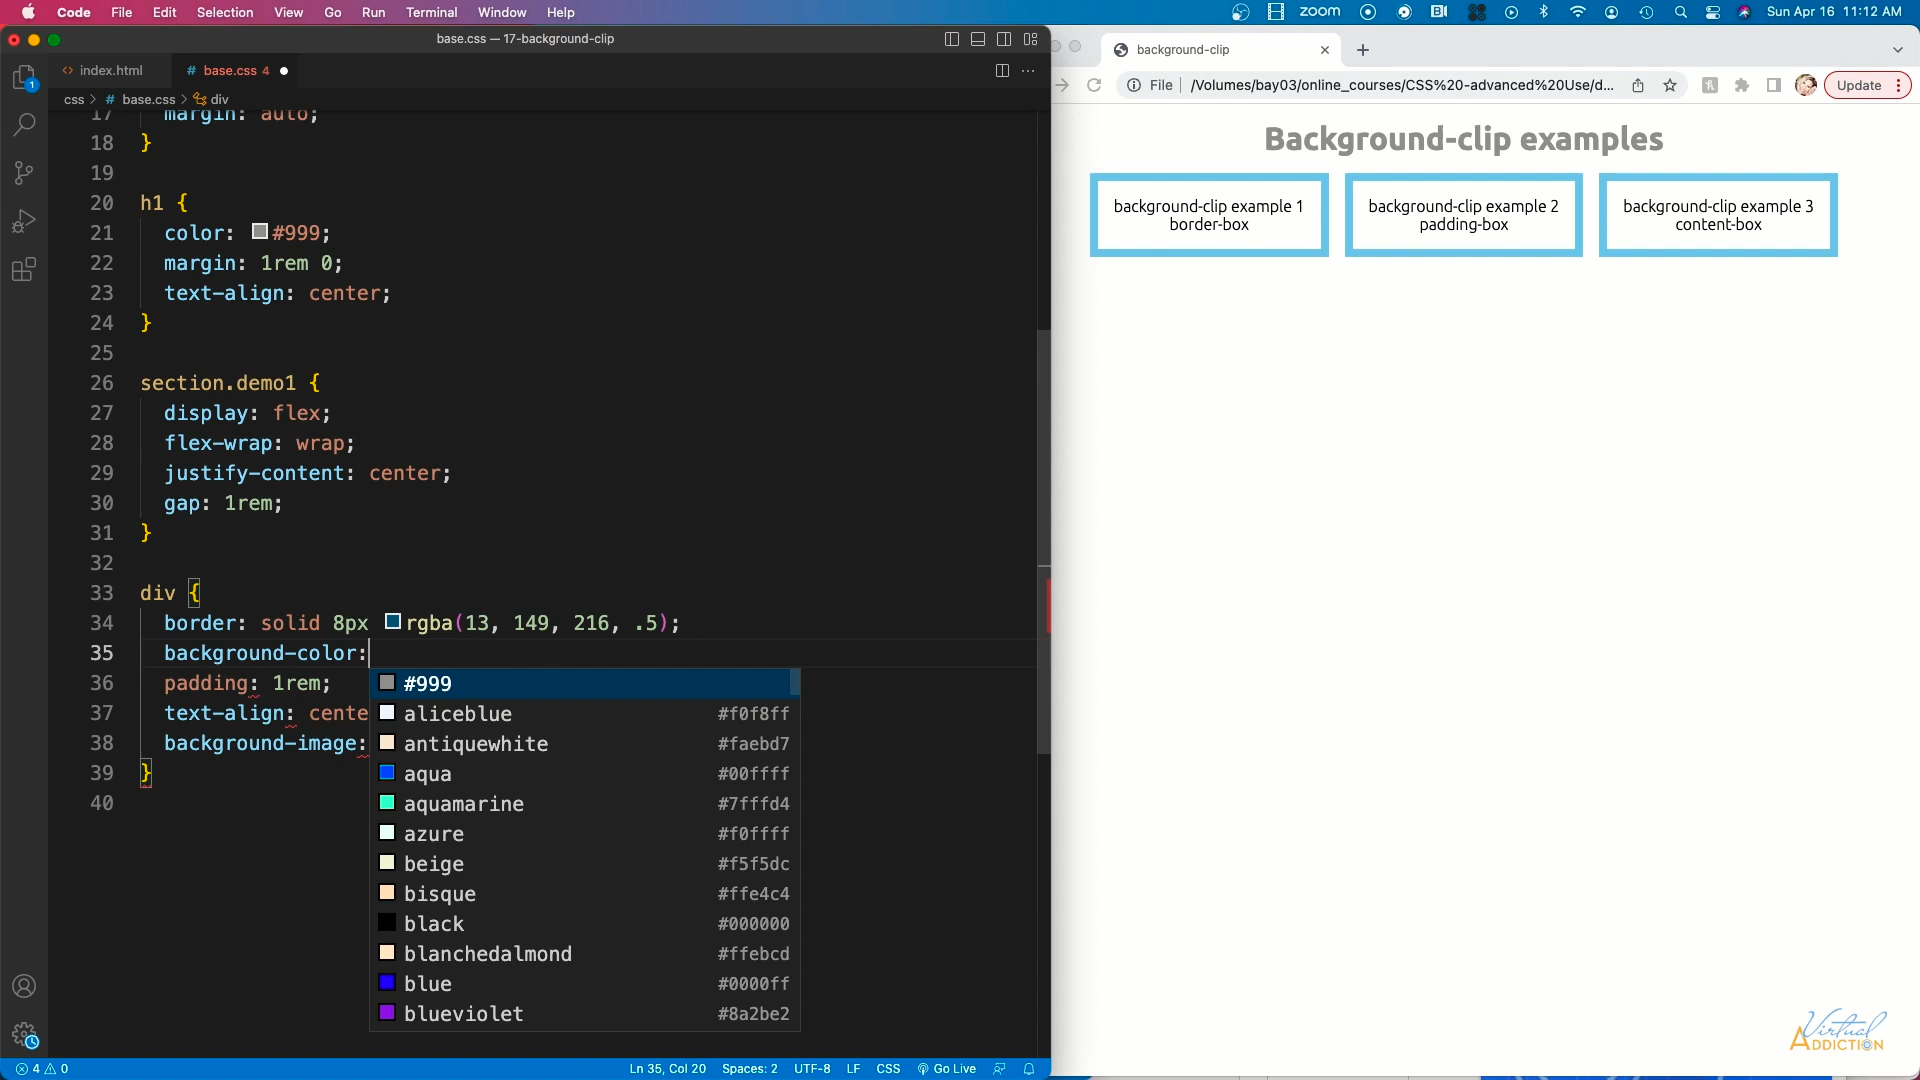 Code File Edit Selection View Go Run Terminal Window Help
zoom Sun Apr 16 11:12 AM
base.css — 17-background-clip
index.html # base.css 4
css > # base.css > div
17 margin: auto;
18 }
19
20 h1 {
21 color: #999;
22 margin: 1rem 0;
23 text-align: center;
24 }
25
26 section.demo1 {
27 display: flex;
28 flex-wrap: wrap;
29 justify-content: center;
30 gap: 1rem;
31 }
32
33 div {
34 border: solid 8px rgba(13, 149, 216, .5);
35 background-color:
36 padding: 1rem;
37 text-align: cente
38 background-image:
39 }
40
#999
aliceblue #f0f8ff
antiquewhite #faebd7
aqua #00ffff
aquamarine #7fffd4
azure #f0ffff
beige #f5f5dc
bisque #ffe4c4
black #000000
blanchedalmond #ffebcd
blue #0000ff
blueviolet #8a2be2
1
4 0
Ln 35, Col 20 Spaces: 2 UTF-8 LF CSS Go Live
background-clip
File /Volumes/bay03/online_courses/CSS%20-advanced%20Use/d... Update
Background-clip examples
background-clip example 1
border-box
background-clip example 2
padding-box
background-clip example 3
content-box
Virtual
ADDICTION